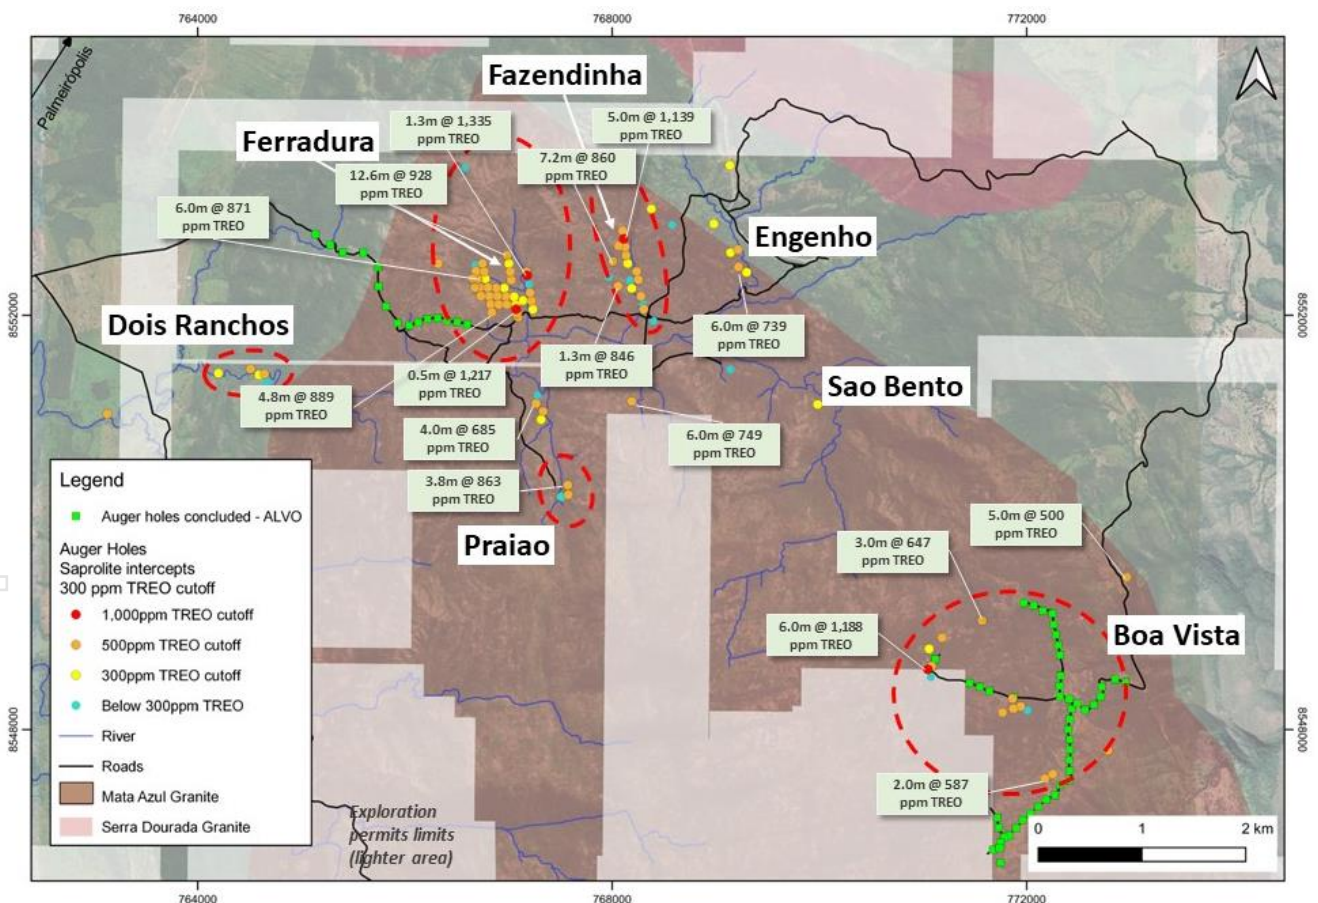 764000
768000
772000
Palmeirópolis
Fazendinha
1.3m @ 1,335
ppm TREO
5.0m @ 1,139
ppm TREO
Ferradura
7.2m @ 860
ppm TREO
12.6m @ 928
ppm TREO
6.0m @ 871
ppm TREO
Engenho
8552000
8552000
Dois Ranchos
6.0m @ 739
ppm TREO
1.3m @ 846
ppm TREO
0.5m @ 1,217
ppm TREO
4.8m @ 889
ppm TREO
Sao Bento
4.0m @ 685
ppm TREO
6.0m @ 749
ppm TREO
3.8m @ 863
ppm TREO
Praiao
5.0m @ 500
ppm TREO
3.0m @ 647
ppm TREO
6.0m @ 1,188
ppm TREO
Boa Vista
8548000
8548000
2.0m @ 587
ppm TREO
Legend
Auger holes concluded - ALVO
Auger Holes
Saprolite intercepts
300 ppm TREO cutoff
1,000ppm TREO cutoff
500ppm TREO cutoff
300ppm TREO cutoff
Below 300ppm TREO
River
Roads
Mata Azul Granite
Serra Dourada Granite
Exploration
permits limits
(lighter area)
0 1 2 km
764000
768000
772000